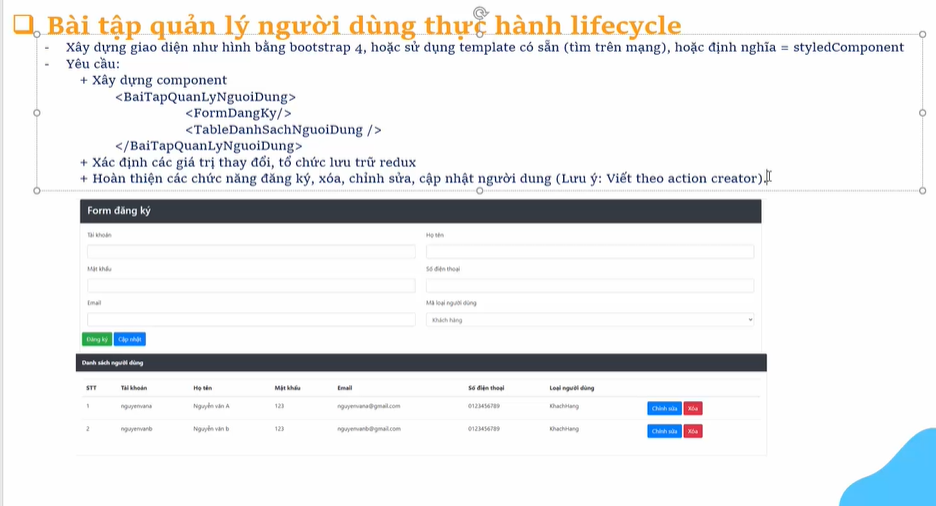 Bài tập quản lý người dùng thực hành lifecycle
- Xây dựng giao diện như hình bằng bootstrap 4, hoặc sử dụng template có sẵn (tìm trên mạng), hoặc định nghĩa = styledComponent
- Yêu cầu:
+ Xây dựng component
<BaiTapQuanLyNguoiDung>
<FormDangKy/>
<TableDanhSachNguoiDung />
</BaiTapQuanLyNguoiDung>
+ Xác định các giá trị thay đổi, tổ chức lưu trữ redux
+ Hoàn thiện các chức năng đăng ký, xóa, chỉnh sửa, cập nhật người dung (Lưu ý: Viết theo action creator).
Form đăng ký
Tài khoản Họ tên
Mật khẩu Số điện thoại
Email Mã loại người dùng
Khách hàng
Đăng ký Cập nhật
Danh sách người dùng
STT Tài khoản Họ tên Mật khẩu Email Số điện thoại Loại người dùng
1 nguyenvana Nguyễn văn A 123 nguyenvana@gmail.com 0123456789 KhachHang Chỉnh sửa Xóa
2 nguyenvanb Nguyễn văn b 123 nguyenvanb@gmail.com 0123456789 KhachHang Chỉnh sửa Xóa